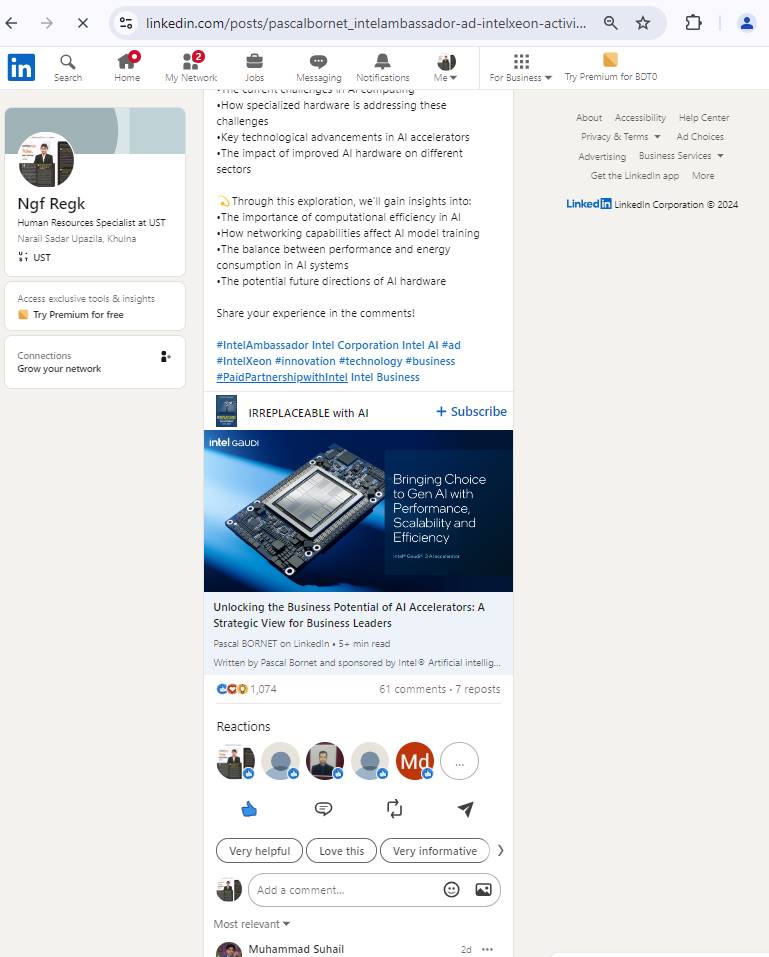 linkedin.com/posts/pascalbornet_intelambassador-ad-intelxeon-activi...
in
Search
Home
2
My Network
Jobs
Messaging
Notifications
Me
For Business
Try Premium for BDT0
•The current challenges in AI computing
•How specialized hardware is addressing these
challenges
•Key technological advancements in AI accelerators
•The impact of improved AI hardware on different
sectors
💫Through this exploration, we'll gain insights into:
•The importance of computational efficiency in AI
•How networking capabilities affect AI model training
•The balance between performance and energy
consumption in AI systems
•The potential future directions of AI hardware
Share your experience in the comments!
#IntelAmbassador Intel Corporation Intel AI #ad
#IntelXeon #innovation #technology #business
#PaidPartnershipwithIntel Intel Business
Ngf Regk
Human Resources Specialist at UST
Narail Sadar Upazila, Khulna
UST
Access exclusive tools & insights
Try Premium for free
Connections
Grow your network
About Accessibility Help Center
Privacy & Terms Ad Choices
Advertising Business Services
Get the LinkedIn app More
LinkedIn LinkedIn Corporation © 2024
IRREPLACEABLE with AI
+ Subscribe
intel GAUDI
Bringing Choice
to Gen AI with
Performance,
Scalability and
Efficiency
Intel® Gaudi® 3 AI accelerator
Unlocking the Business Potential of AI Accelerators: A
Strategic View for Business Leaders
Pascal BORNET on LinkedIn • 5+ min read
Written by Pascal Bornet and sponsored by Intel® Artificial intellig...
1,074
61 comments • 7 reposts
Reactions
Md
...
Very helpful
Love this
Very informative
Add a comment...
Most relevant
Muhammad Suhail
2d